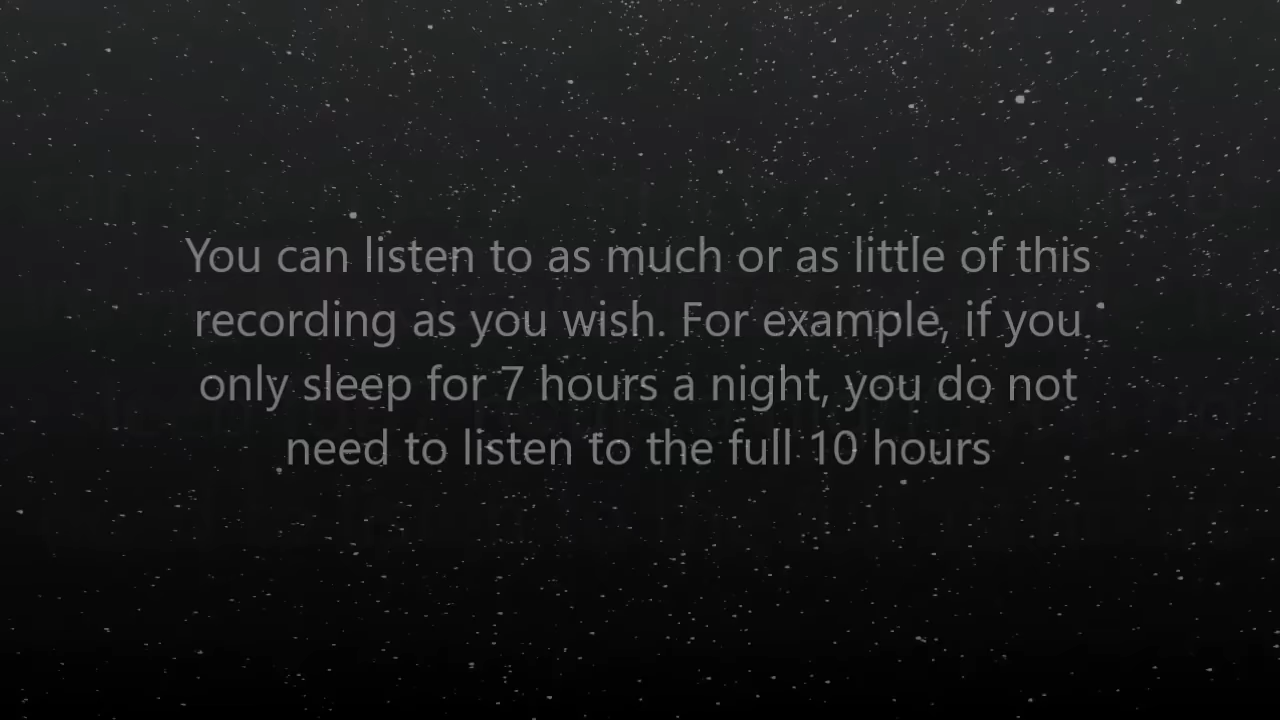 You can listen to as much or as little of this
recording as you wish. For example, if you
only sleep for 7 hours a night, you do not
need to listen to the full 10 hours